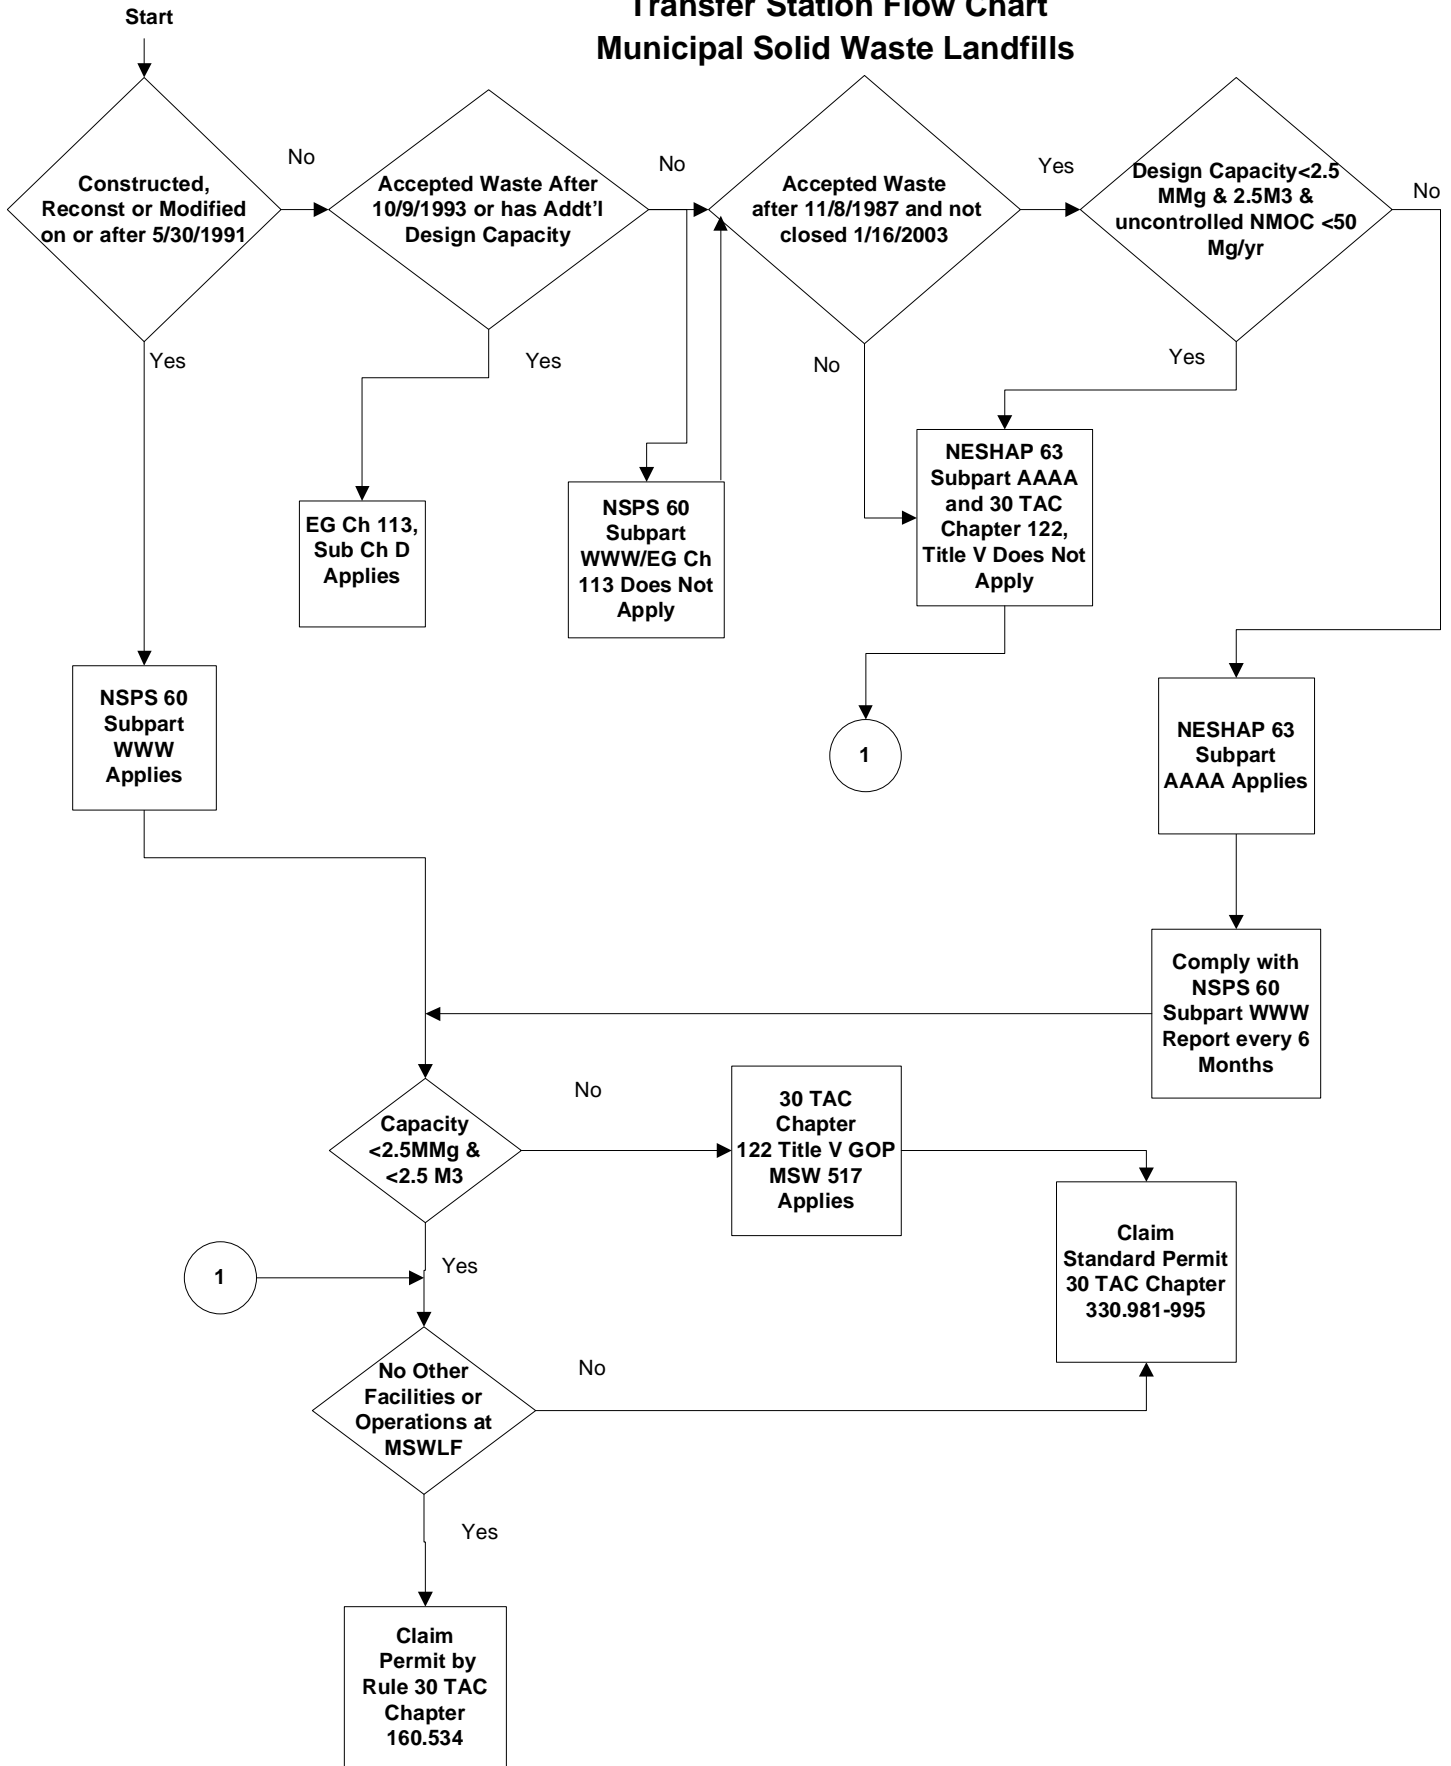 Transfer Station Flow Chart
Municipal Solid Waste Landfills
Start
Constructed,
Reconst or Modified
on or after 5/30/1991
No
Accepted Waste After
10/9/1993 or has Addt'l
Design Capacity
No
Accepted Waste
after 11/8/1987 and not
closed 1/16/2003
Yes
Design Capacity<2.5
MMg & 2.5M3 &
uncontrolled NMOC <50
Mg/yr
No
Yes
Yes
No
Yes
EG Ch 113,
Sub Ch D
Applies
NSPS 60
Subpart
WWW/EG Ch
113 Does Not
Apply
NESHAP 63
Subpart AAAA
and 30 TAC
Chapter 122,
Title V Does Not
Apply
NSPS 60
Subpart
WWW
Applies
1
NESHAP 63
Subpart
AAAA Applies
Comply with
NSPS 60
Subpart WWW
Report every 6
Months
Capacity
<2.5MMg &
<2.5 M3
No
30 TAC
Chapter
122 Title V GOP
MSW 517
Applies
Claim
Standard Permit
30 TAC Chapter
330.981-995
Yes
1
No Other
Facilities or
Operations at
MSWLF
No
Yes
Claim
Permit by
Rule 30 TAC
Chapter
160.534